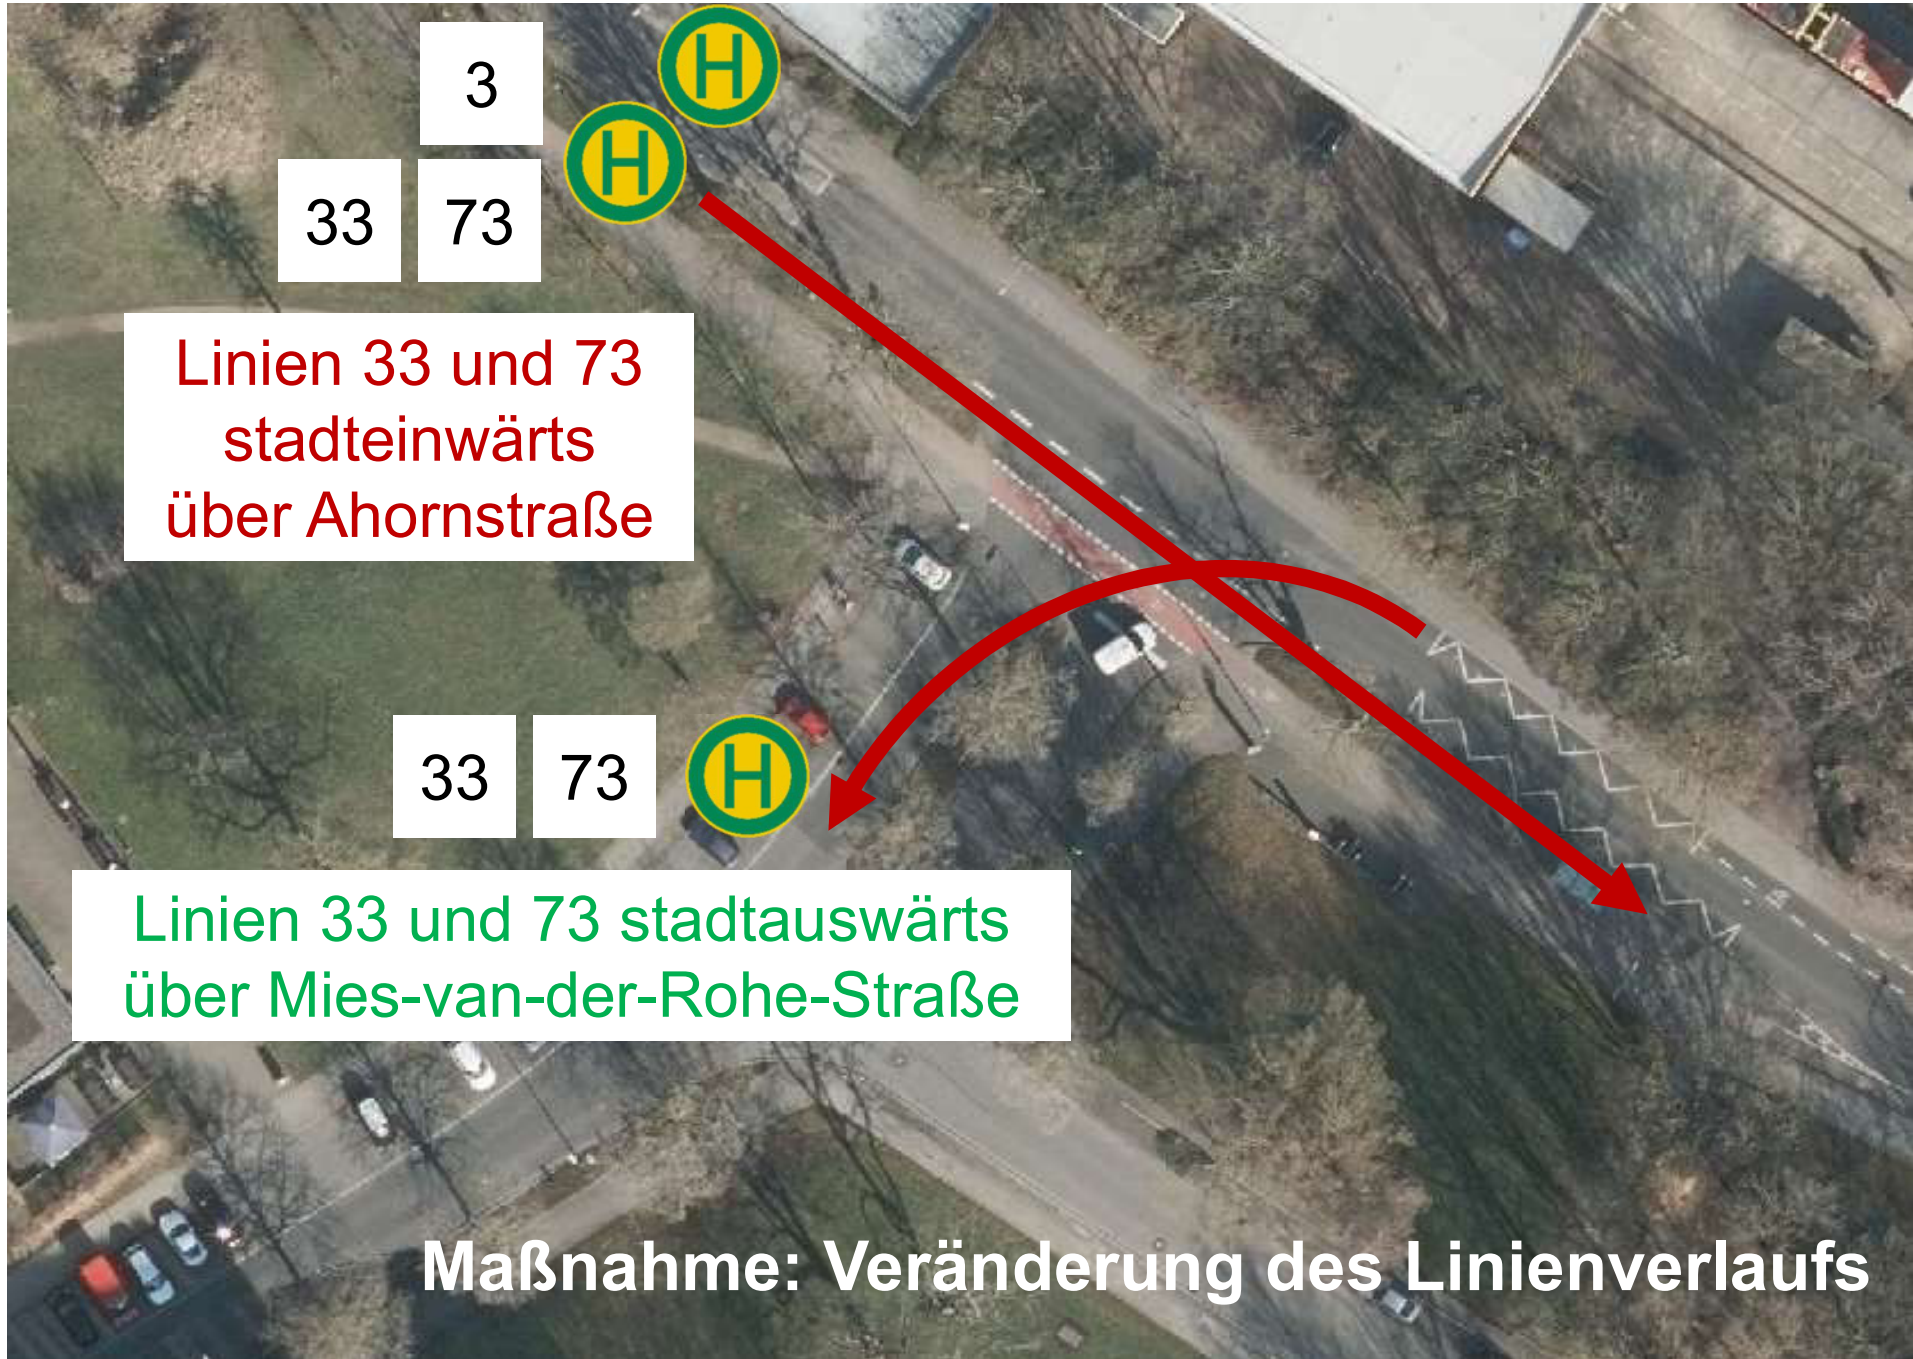 3
H
H
33 73
Linien 33 und 73
stadteinwärts
über Ahornstraße
33 73 H
Linien 33 und 73 stadtauswärts
über Mies-van-der-Rohe-Straße
Maßnahme: Veränderung des Linienverlaufs